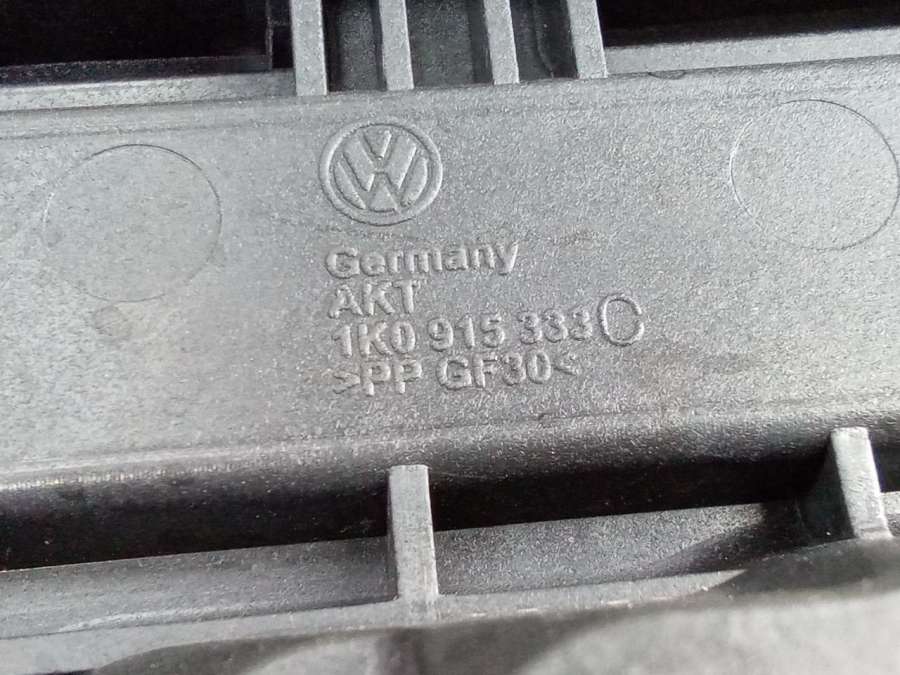 Germany
AKT
1K0 915 333 C
>PP GF30<